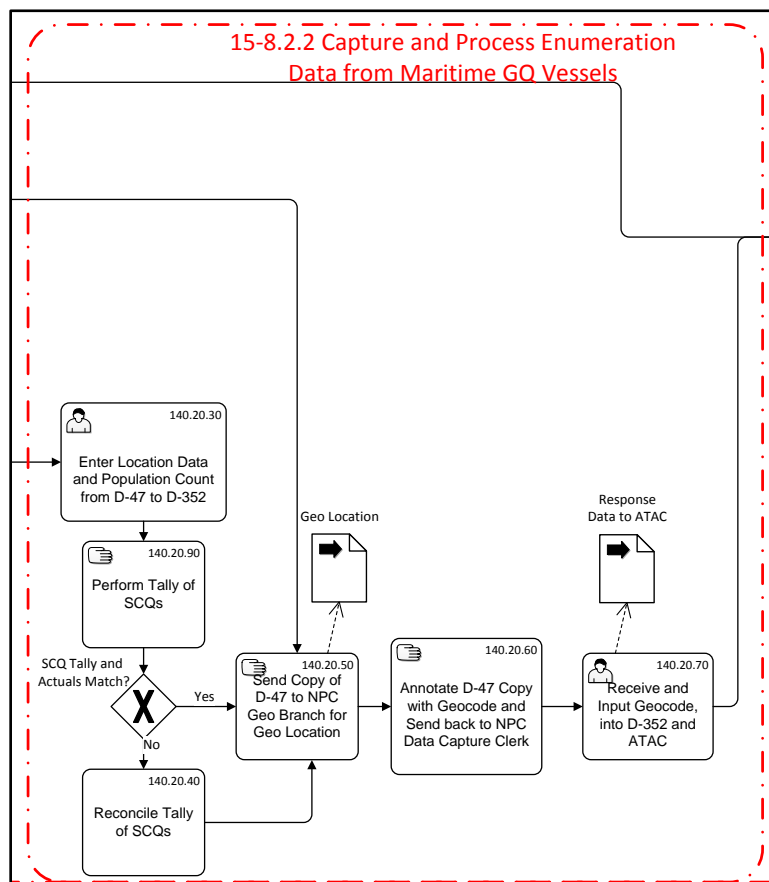 15-8.2.2 Capture and Process Enumeration
Data from Maritime GQ Vessels
140.20.30
Enter Location Data
and Population Count
from D-47 to D-352
140.20.90
Perform Tally of
SCQs
SCQ Tally and
Actuals Match?
Yes
No
140.20.40
Reconcile Tally
of SCQs
Geo Location
140.20.50
Send Copy of
D-47 to NPC
Geo Branch for
Geo Location
140.20.60
Annotate D-47 Copy
with Geocode and
Send back to NPC
Data Capture Clerk
Response
Data to ATAC
140.20.70
Receive and
Input Geocode,
into D-352 and
ATAC